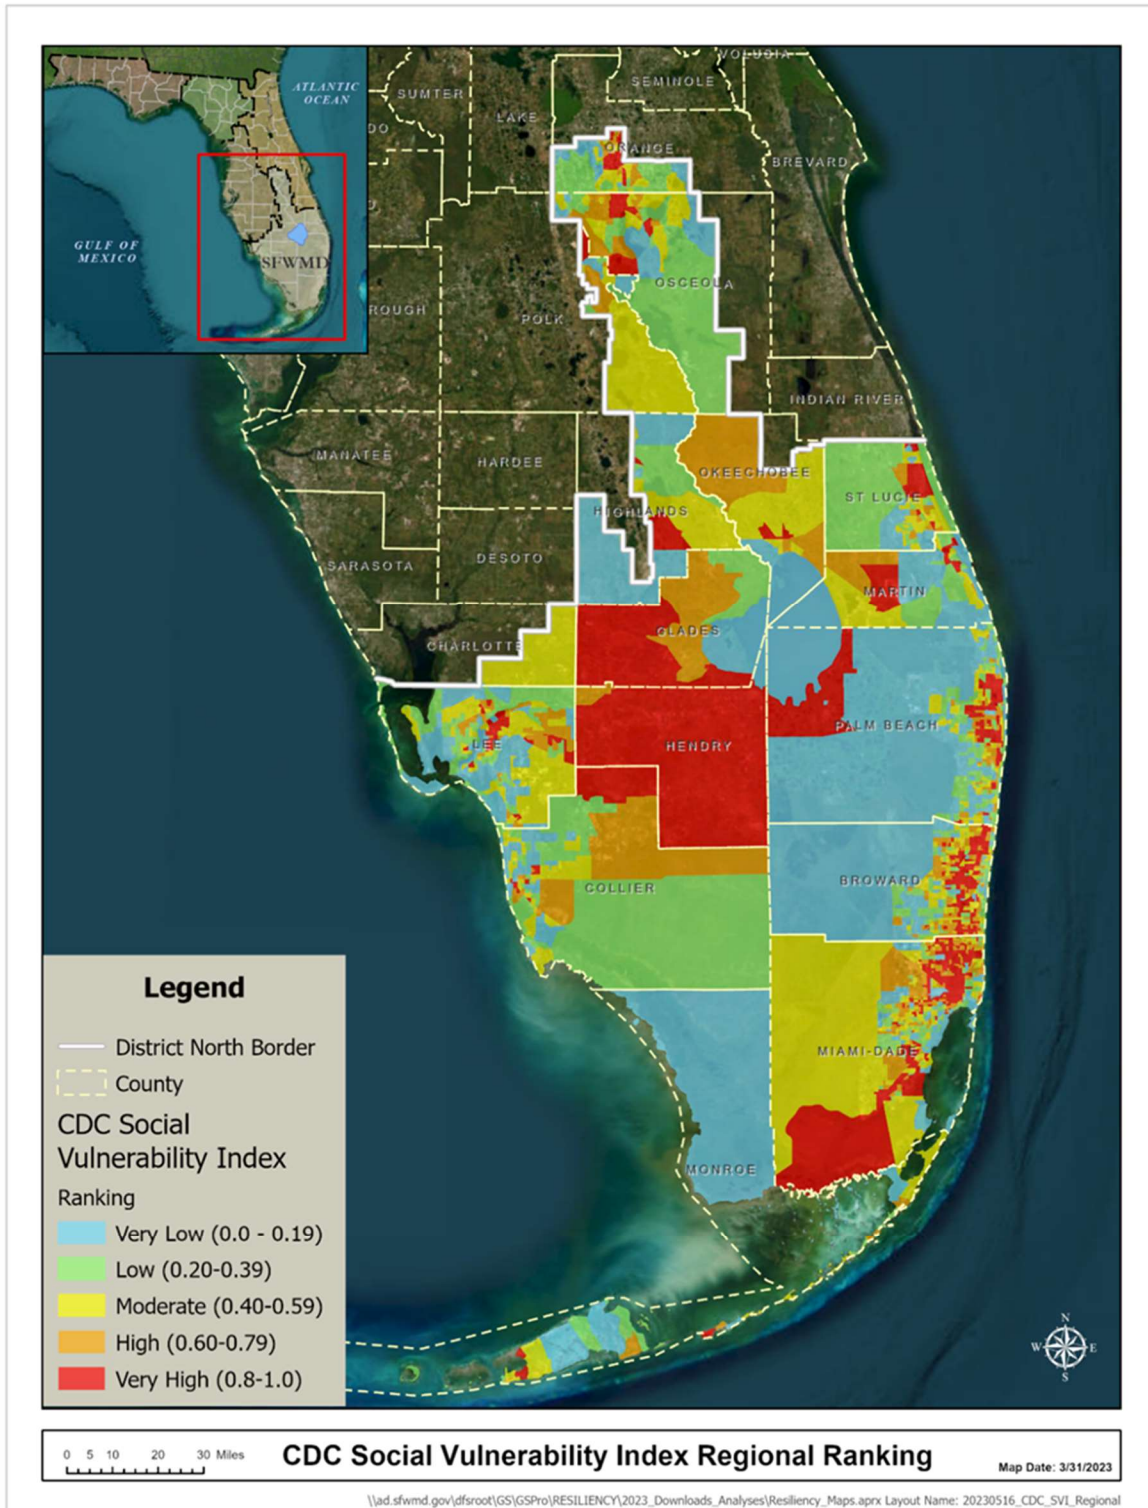 ATLANTIC
OCEAN
GULF OF
MEXICO
SFWMD
VOLUSIA
SEMINOLE
SUMTER
LAKE
DO
ORANGE
BREVARD
U
OSCEOLA
ROUGH
POLK
INDIAN RIVER
MANATEE
HARDEE
OKEECHOBEE
ST LUCIE
HIGHLANDS
DESOTO
SARASOTA
MARTIN
GLADES
CHARLOTTE
PALM BEACH
LEE
HENDRY
BROWARD
COLLIER
MIAMI-DADE
MONROE
Legend
District North Border
County
CDC Social
Vulnerability Index
Ranking
Very Low (0.0 - 0.19)
Low (0.20-0.39)
Moderate (0.40-0.59)
High (0.60-0.79)
Very High (0.8-1.0)
N
W E
S
0 5 10 20 30 Miles
CDC Social Vulnerability Index Regional Ranking
Map Date: 3/31/2023
\\ad.sfwmd.gov\dfsroot\GS\GSPro\RESILIENCY\2023_Downloads_Analyses\Resiliency_Maps.aprx Layout Name: 20230516_CDC_SVI_Regional